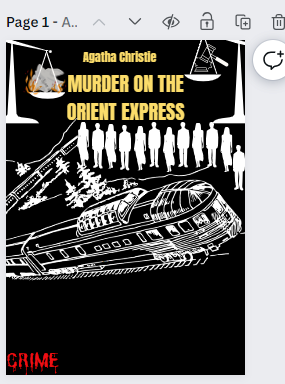 Page 1 - A..
Agatha Christie
MURDER ON THE
ORIENT EXPRESS
CRIME